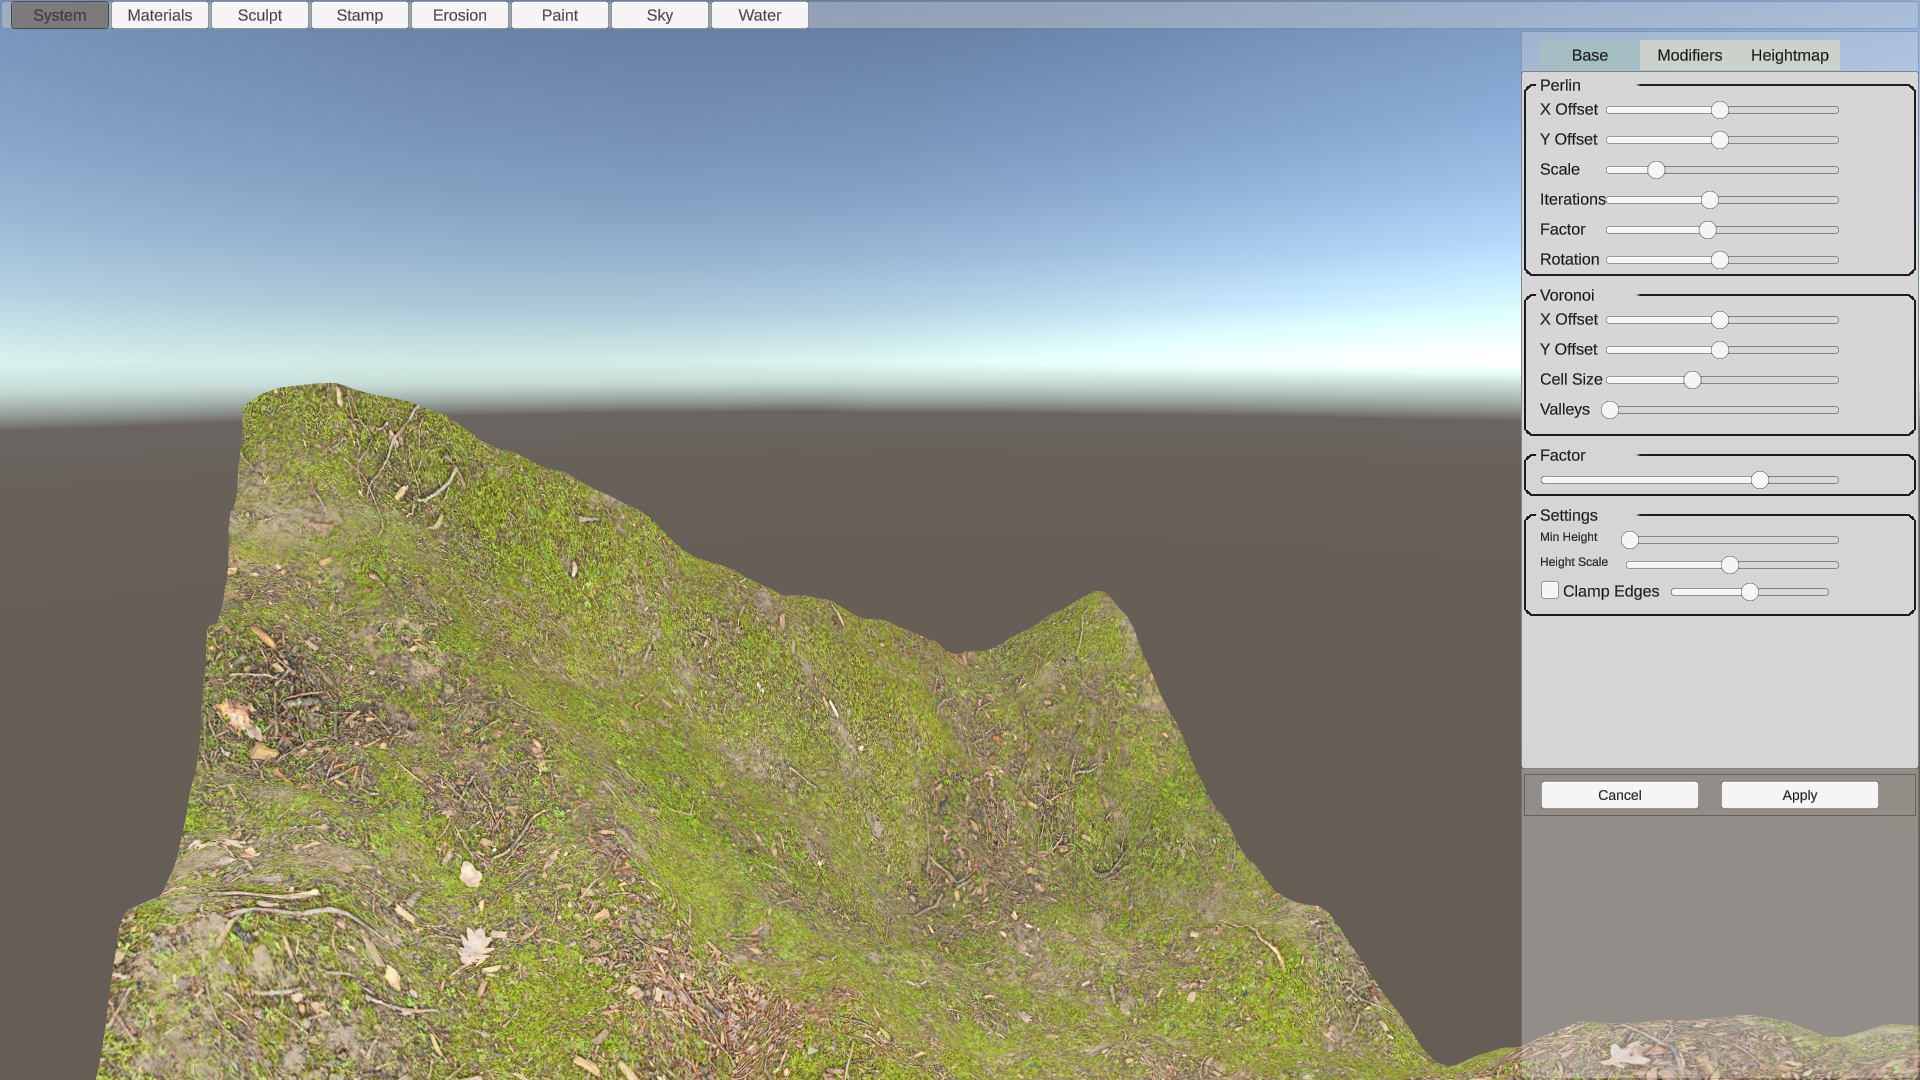 System Materials Sculpt Stamp Erosion Paint Sky Water
Base Modifiers Heightmap
Perlin
X Offset
Y Offset
Scale
Iterations
Factor
Rotation
Voronoi
X Offset
Y Offset
Cell Size
Valleys
Factor
Settings
Min Height
Height Scale
Clamp Edges
Cancel Apply